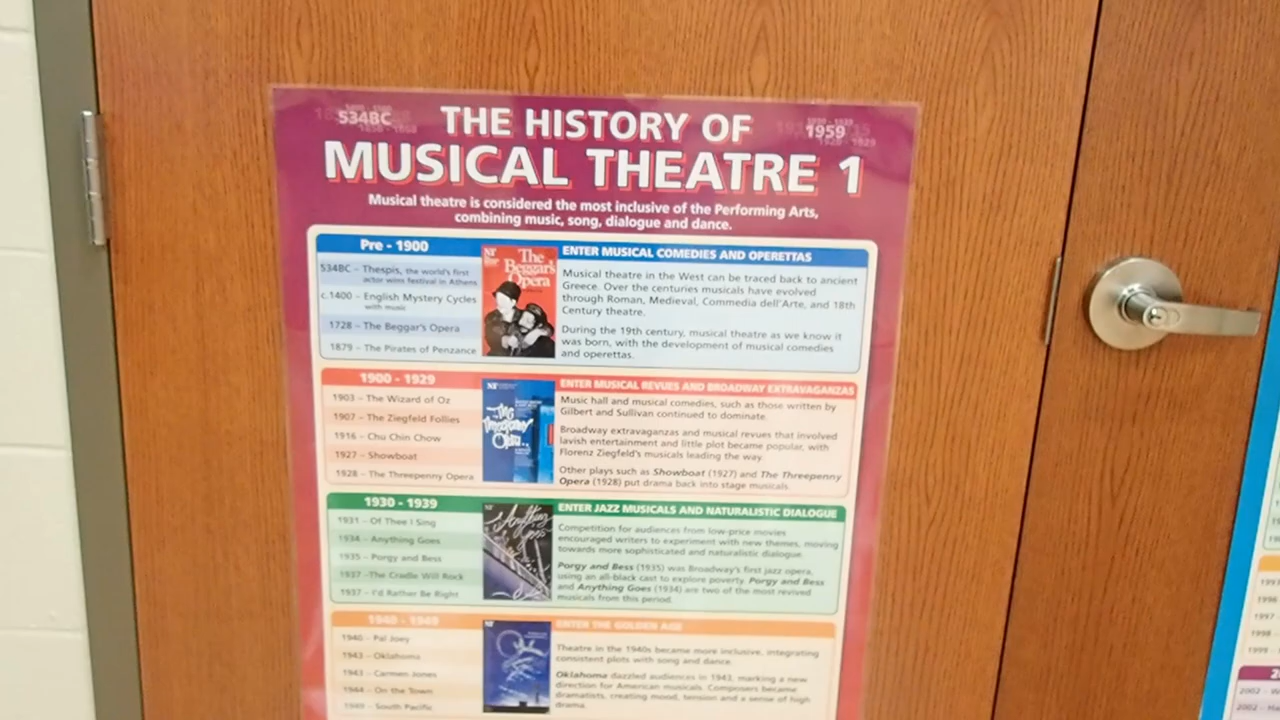 534BC
THE HISTORY OF
1959
MUSICAL THEATRE 1
Musical theatre is considered the most inclusive of the Performing Arts,
combining music, song, dialogue and dance.
Pre - 1900
534BC - Thespis, the world's first
actor wins festival in Athens
c.1400 - English Mystery Cycles
with music
1728 - The Beggar's Opera
1879 - The Pirates of Penzance
The
Beggar's
Opera
ENTER MUSICAL COMEDIES AND OPERETTAS
Musical theatre in the West can be traced back to ancient
Greece. Over the centuries musicals have evolved
through Roman, Medieval, Commedia dell'Arte, and 18th
Century theatre.
During the 19th century, musical theatre as we know it
was born, with the development of musical comedies
and operettas.
1900 - 1929
1903 - The Wizard of Oz
1907 - The Ziegfeld Follies
1916 - Chu Chin Chow
1927 - Showboat
1928 - The Threepenny Opera
The
Threepenny
Opera
ENTER MUSICAL REVUES AND BROADWAY EXTRAVAGANZAS
Music hall and musical comedies, such as those written by
Gilbert and Sullivan continued to dominate.
Broadway extravaganzas and musical revues that involved
lavish entertainment and little plot became popular, with
Florenz Ziegfeld's musicals leading the way.
Other plays such as Showboat (1927) and The Threepenny
Opera (1928) put drama back into stage musicals.
1930 - 1939
1931 - Of Thee I Sing
1934 - Anything Goes
1935 - Porgy and Bess
1937 - The Cradle Will Rock
1937 - I'd Rather Be Right
Anything
Goes
ENTER JAZZ MUSICALS AND NATURALISTIC DIALOGUE
Competition for audiences from low-price movies
encouraged writers to experiment with new themes, moving
towards more sophisticated and naturalistic dialogue.
Porgy and Bess (1935) was Broadway's first jazz opera,
using an all-black cast to explore poverty. Porgy and Bess
and Anything Goes (1934) are two of the most revived
musicals from this period.
1940 - 1949
1940 - Pal Joey
1943 - Oklahoma
1943 - Carmen Jones
1944 - On the Town
1949 - South Pacific
ENTER THE GOLDEN AGE
Theatre in the 1940s became more inclusive, integrating
consistent plots with song and dance.
Oklahoma dazzled audiences in 1943, marking a new
direction for American musicals. Composers became
dramatists, creating mood, tension and a sense of high
drama.
1997
1996
1997
1998
1999
2002
2002